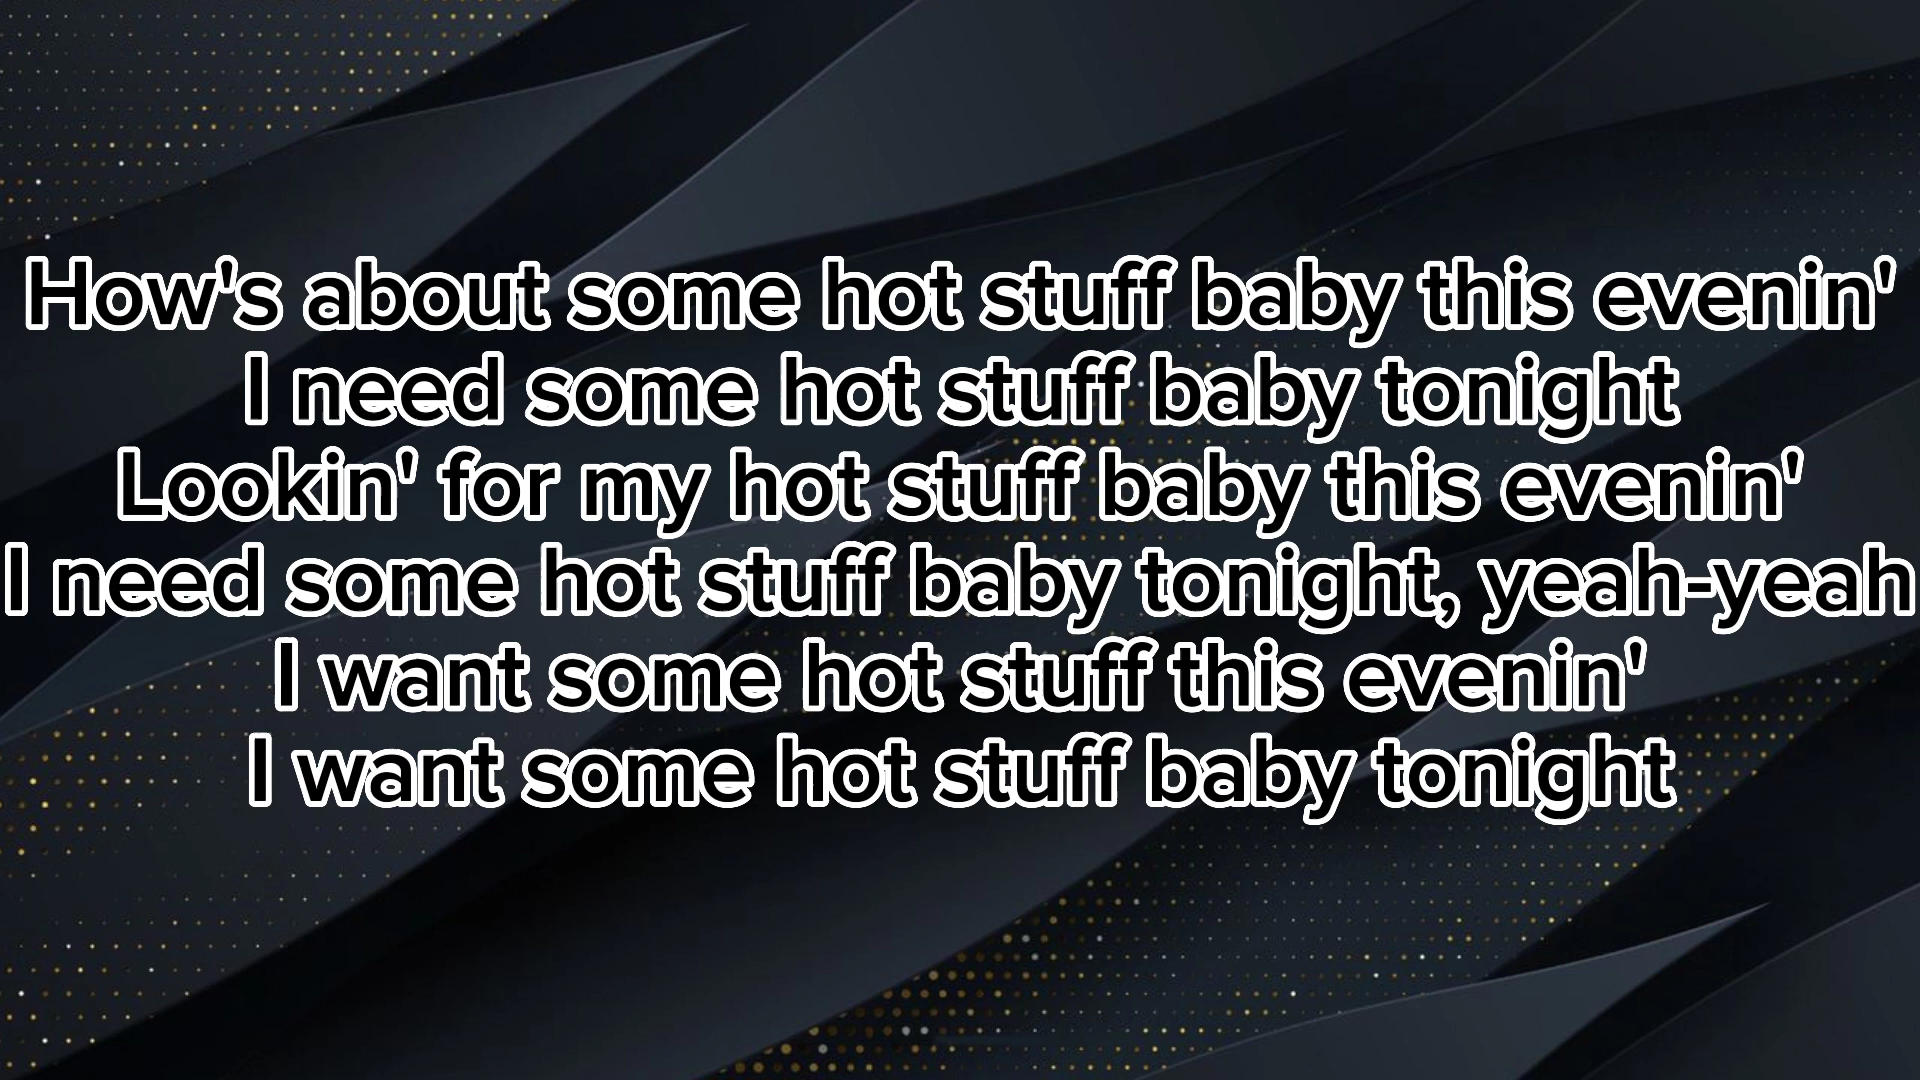 How's about some hot stuff baby this evenin'
I need some hot stuff baby tonight
Lookin' for my hot stuff baby this evenin'
I need some hot stuff baby tonight, yeah-yeah
I want some hot stuff this evenin'
I want some hot stuff baby tonight